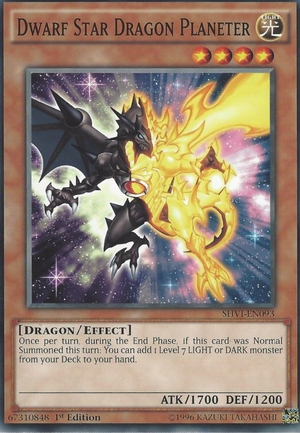 Dwarf Star Dragon Planeter
LIGHT
光
SHVI-EN093
[Dragon/Effect]
Once per turn, during the End Phase, if this card was Normal
Summoned this turn: You can add 1 Level 7 LIGHT or DARK monster
from your Deck to your hand.
ATK/1700 DEF/1200
67310848 1st Edition ©1996 KAZUKI TAKAHASHI